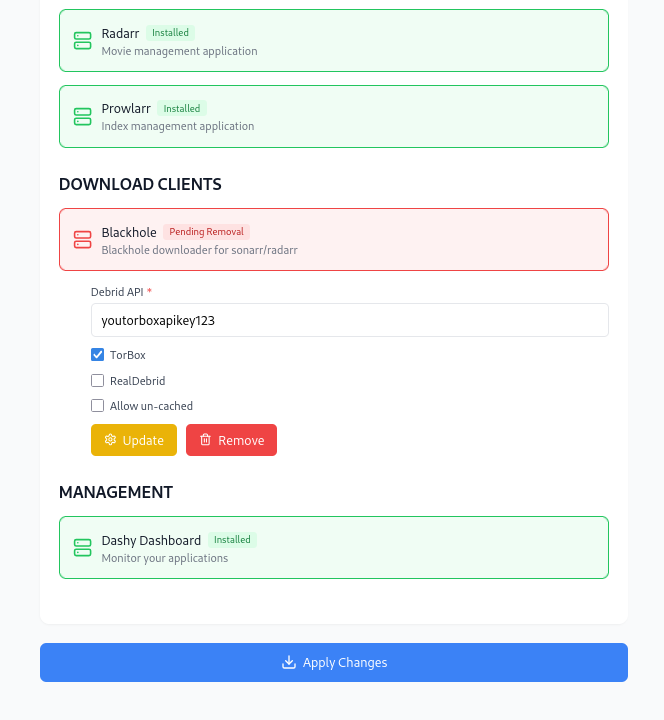 Radarr Installed
Movie management application
Prowlarr Installed
Index management application
DOWNLOAD CLIENTS
Blackhole Pending Removal
Blackhole downloader for sonarr/radarr
Debrid API *
youtorboxapikey123
TorBox
RealDebrid
Allow un-cached
Update Remove
MANAGEMENT
Dashy Dashboard Installed
Monitor your applications
Apply Changes